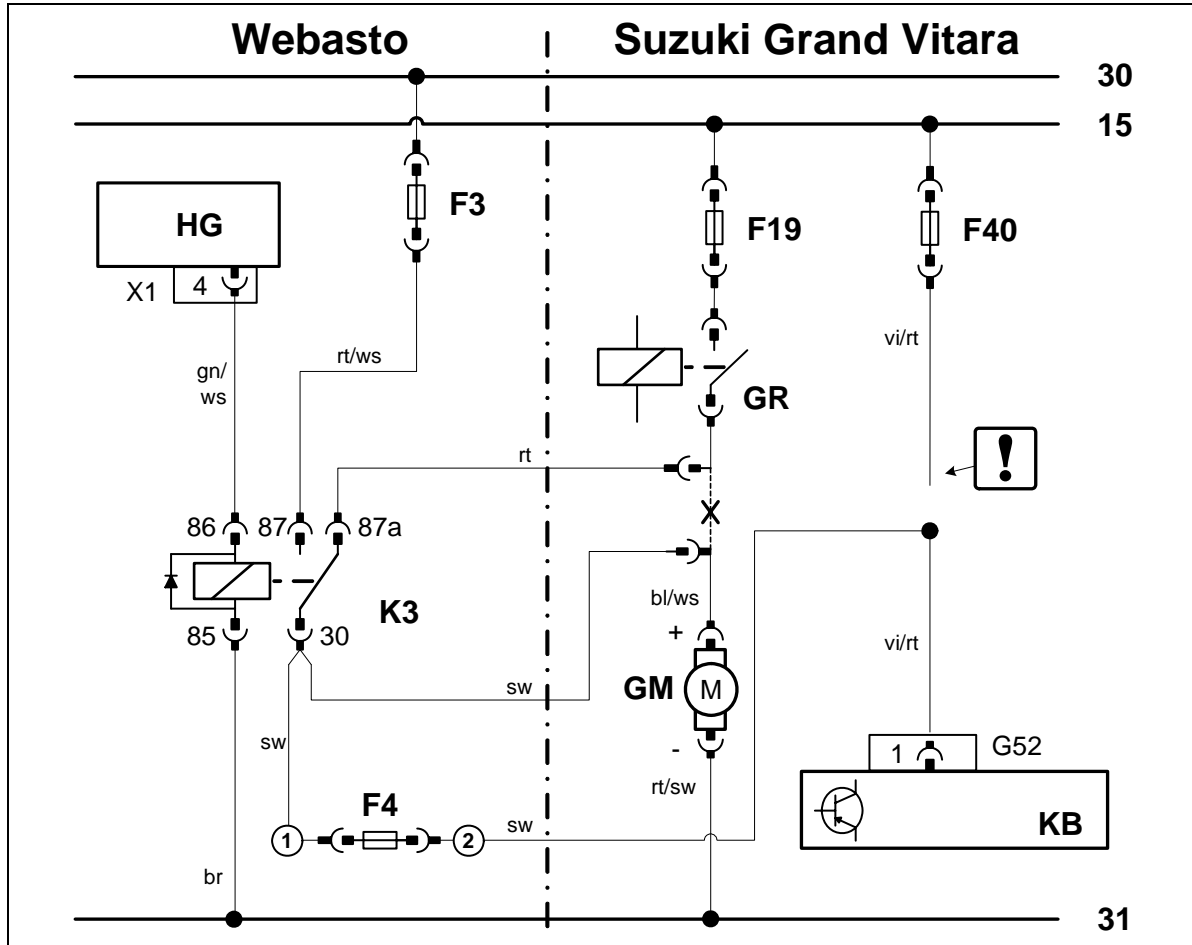 Webasto
Suzuki Grand Vitara
30
15
F3
HG
F19
F40
X1
4
vi/rt
rt/ws
gn/
ws
GR
!
rt
86
87
87a
bl/ws
K3
85
30
+
vi/rt
GM
M
sw
-
1
G52
sw
rt/sw
F4
KB
1
2
sw
br
31